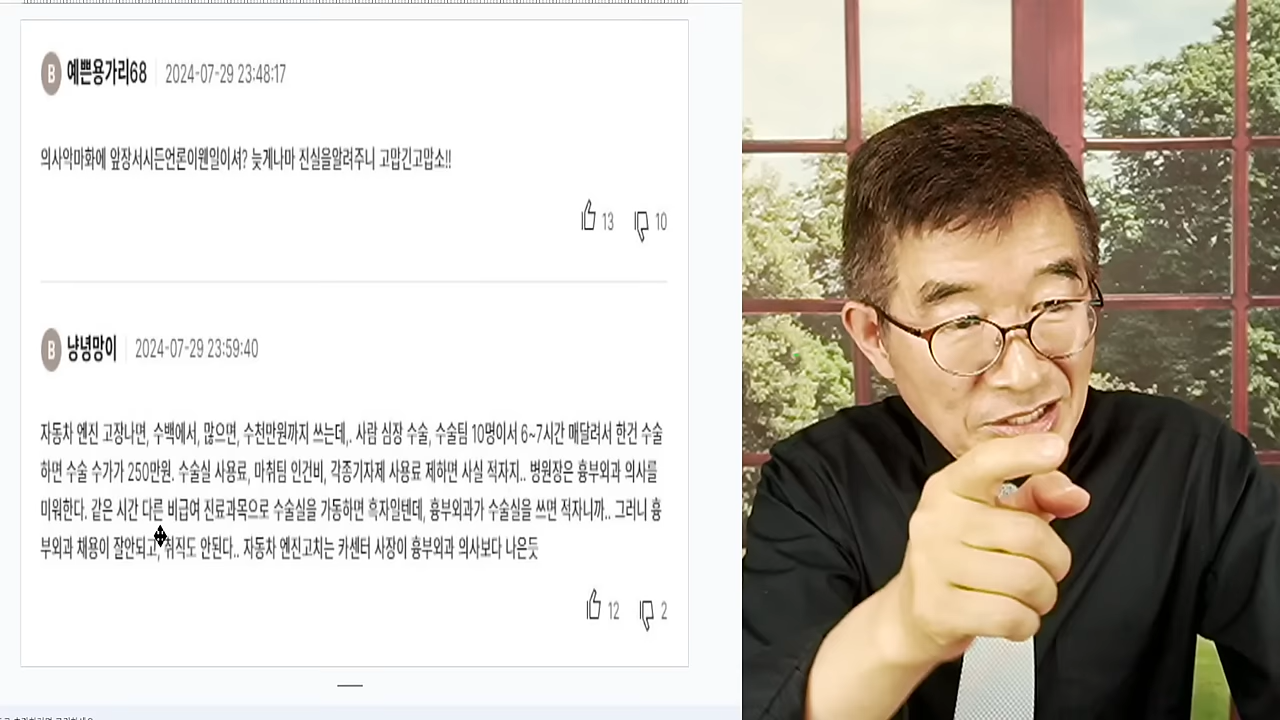 B 예쁜용가리68 2024-07-29 23:48:17
의사악마화에 앞장서시든언론이웬일이셔? 늦게나마 진실을알려주니 고맙긴고맙소!!
13 10
B 냥녕망이 2024-07-29 23:59:40
자동차 엔진 고장나면, 수백에서, 많으면, 수천만원까지 쓰는데,. 사람 심장 수술, 수술팀 10명이서 6~7시간 매달려서 한건 수술
하면 수술 수가가 250만원. 수술실 사용료, 마취팀 인건비, 각종기자제 사용료 제하면 사실 적자지.. 병원장은 흉부외과 의사를
미워한다. 같은 시간 다른 비급여 진료과목으로 수술실을 가동하면 흑자일텐데, 흉부외과가 수술실을 쓰면 적자니까.. 그러니 흉
부외과 채용이 잘안되고, 취직도 안된다.. 자동차 엔진고치는 카센터 사장이 흉부외과 의사보다 나은듯
12 2